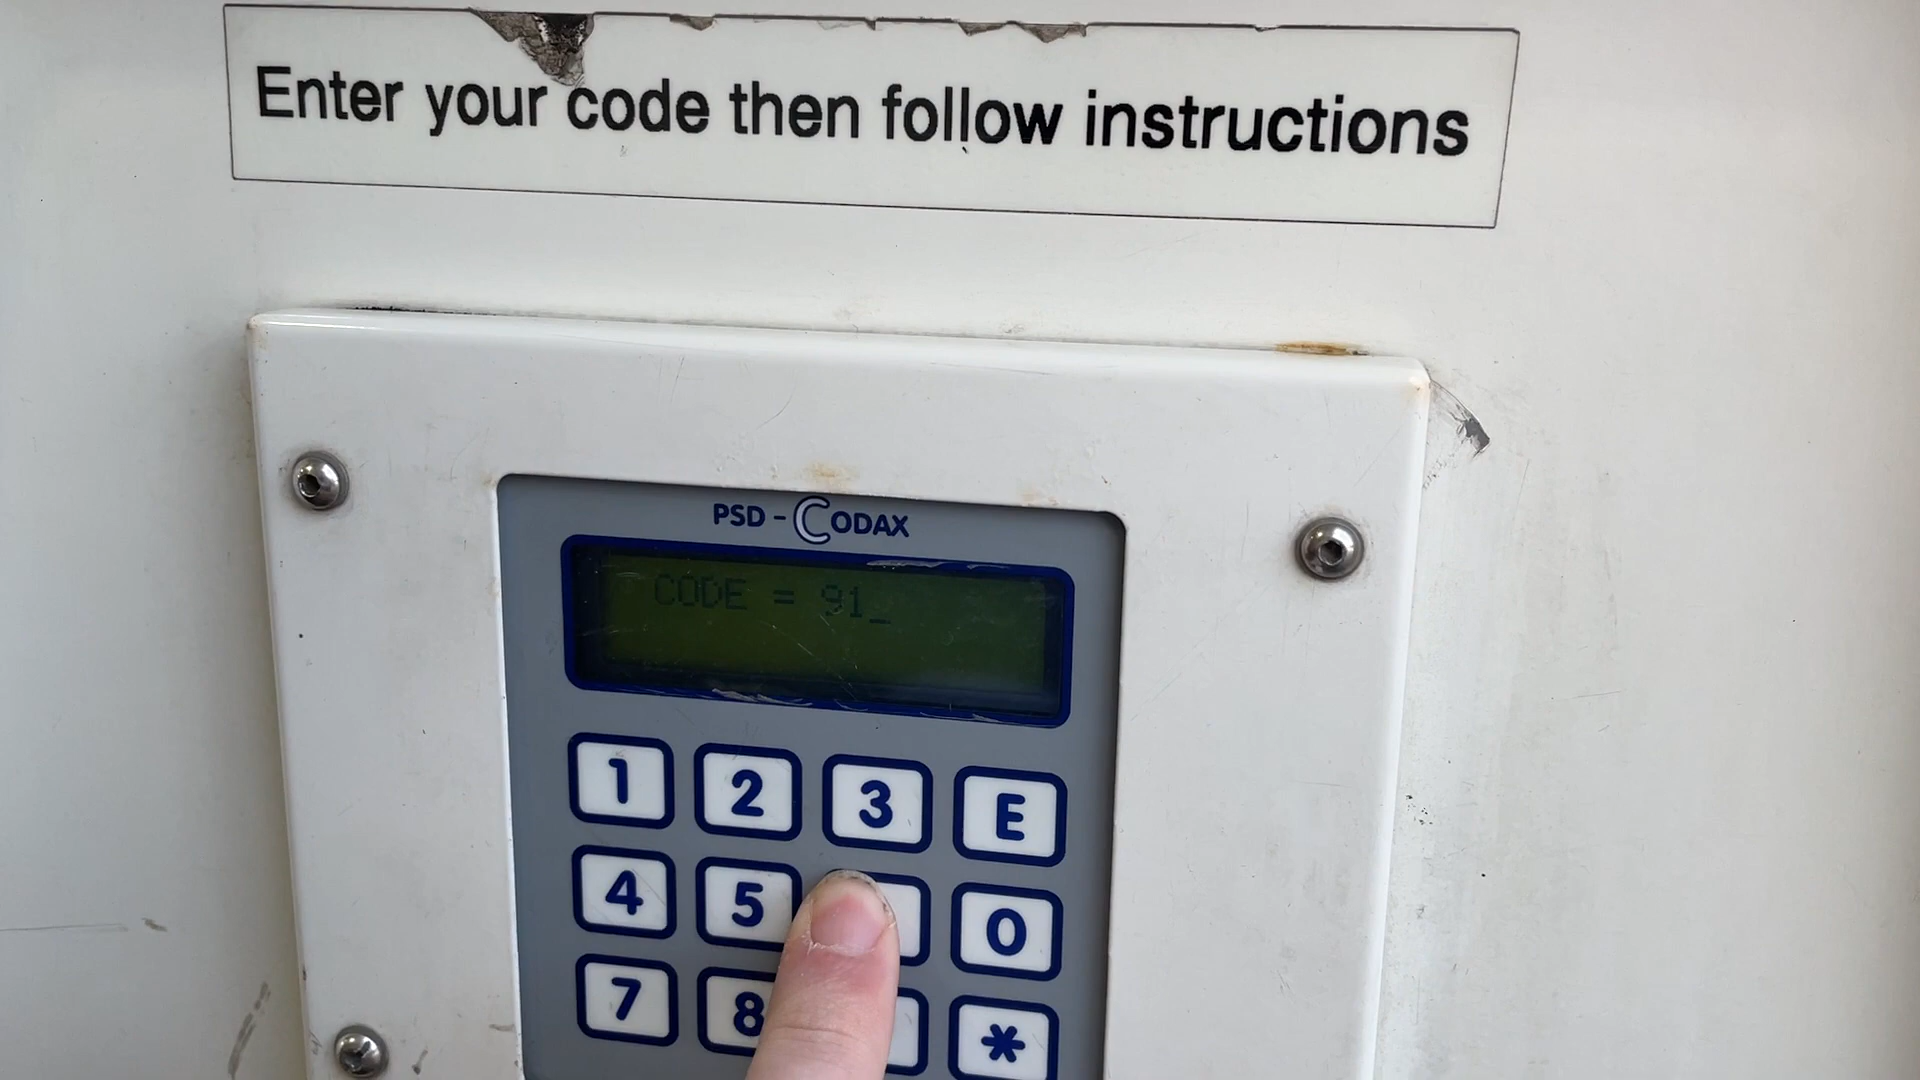 Enter your code then follow instructions
PSD - CODAX
CODE = 91_
1 2 3 E
4 5 0
7 8 *